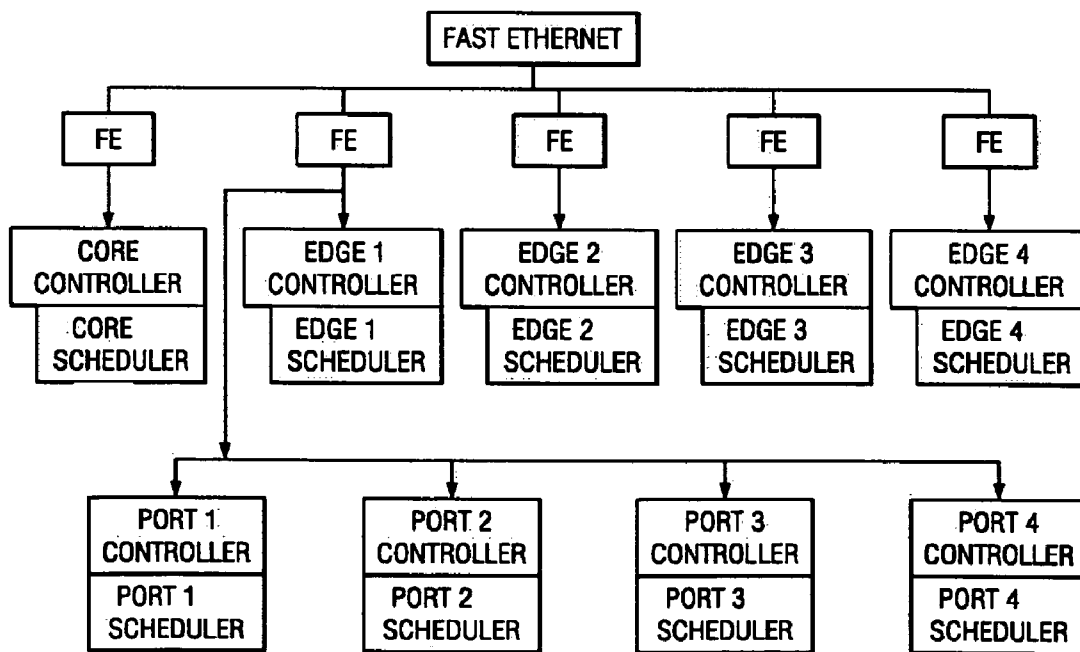 FAST ETHERNET
FE
FE
FE
FE
FE
CORE
CONTROLLER
CORE
SCHEDULER
EDGE 1
CONTROLLER
EDGE 1
SCHEDULER
EDGE 2
CONTROLLER
EDGE 2
SCHEDULER
EDGE 3
CONTROLLER
EDGE 3
SCHEDULER
EDGE 4
CONTROLLER
EDGE 4
SCHEDULER
PORT 1
CONTROLLER
PORT 1
SCHEDULER
PORT 2
CONTROLLER
PORT 2
SCHEDULER
PORT 3
CONTROLLER
PORT 3
SCHEDULER
PORT 4
CONTROLLER
PORT 4
SCHEDULER